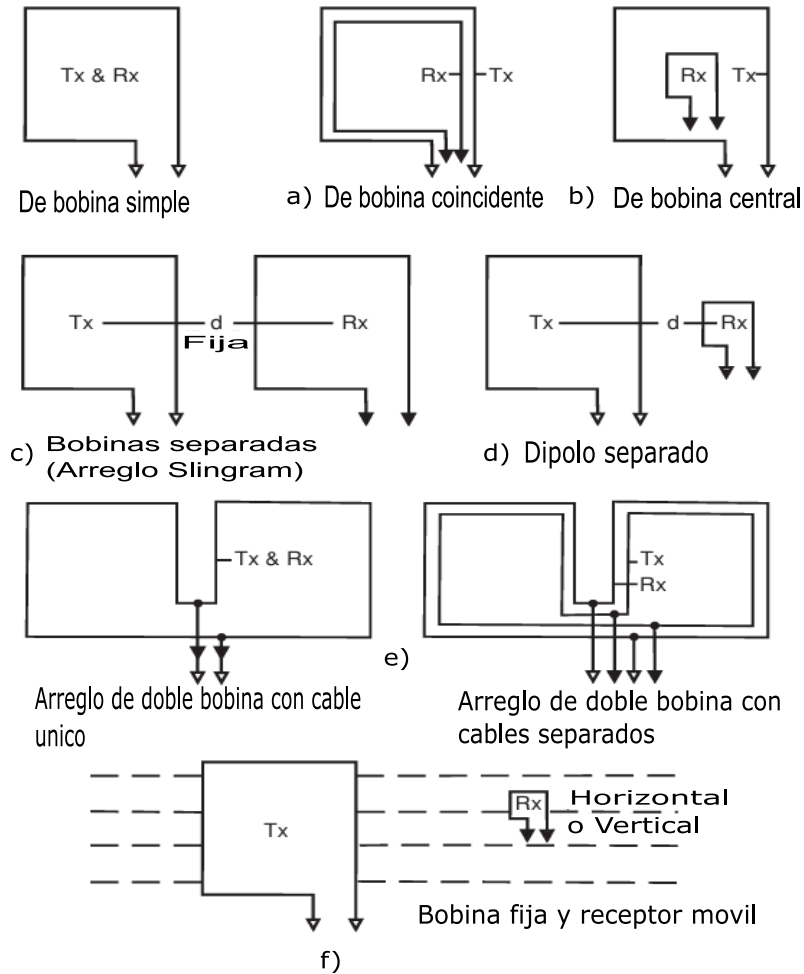 Tx & Rx
Rx
Tx
Rx
Tx
De bobina simple
a) De bobina coincidente
b) De bobina central
Tx
d
Rx
Fija
Tx
d
Rx
c) Bobinas separadas
(Arreglo Slingram)
d) Dipolo separado
Tx & Rx
Tx
Rx
e)
Arreglo de doble bobina con cable
unico
Arreglo de doble bobina con
cables separados
Tx
Rx
Horizontal
o Vertical
Bobina fija y receptor movil
f)